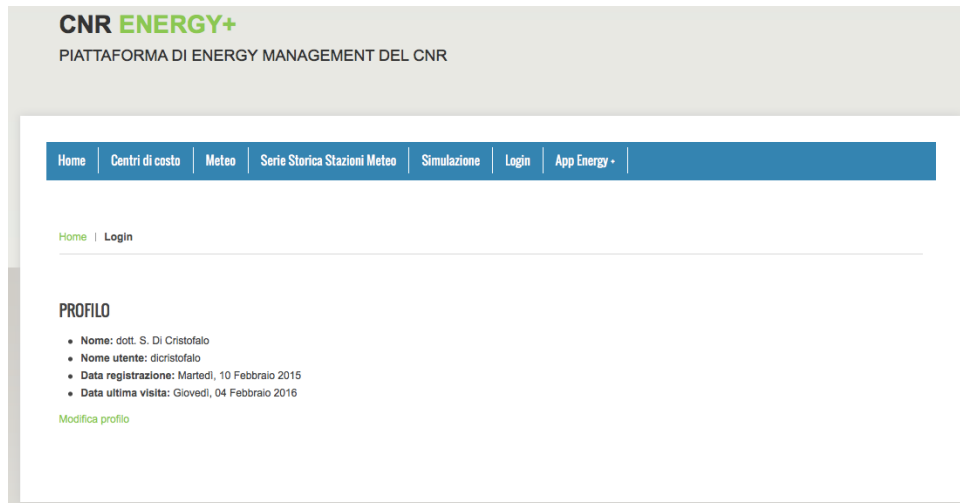 CNR ENERGY+
PIATTAFORMA DI ENERGY MANAGEMENT DEL CNR
Home | Centri di costo | Meteo | Serie Storica Stazioni Meteo | Simulazione | Login | App Energy +
Home | Login
PROFILO
• Nome: dott. S. Di Cristofalo
• Nome utente: dicristofalo
• Data registrazione: Martedì, 10 Febbraio 2015
• Data ultima visita: Giovedì, 04 Febbraio 2016
Modifica profilo